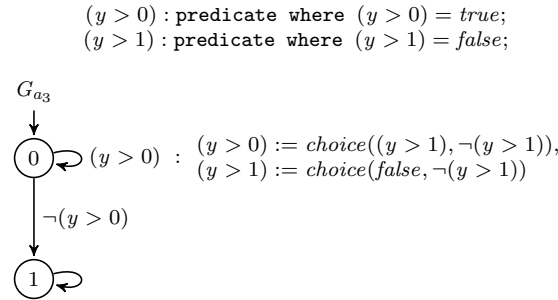 (y > 0) : predicate where (y > 0) = true;
(y > 1) : predicate where (y > 1) = false;
G_{a_3}
0
(y > 0) : (y > 0) := choice((y > 1), ¬(y > 1)),
(y > 1) := choice(false, ¬(y > 1))
¬(y > 0)
1